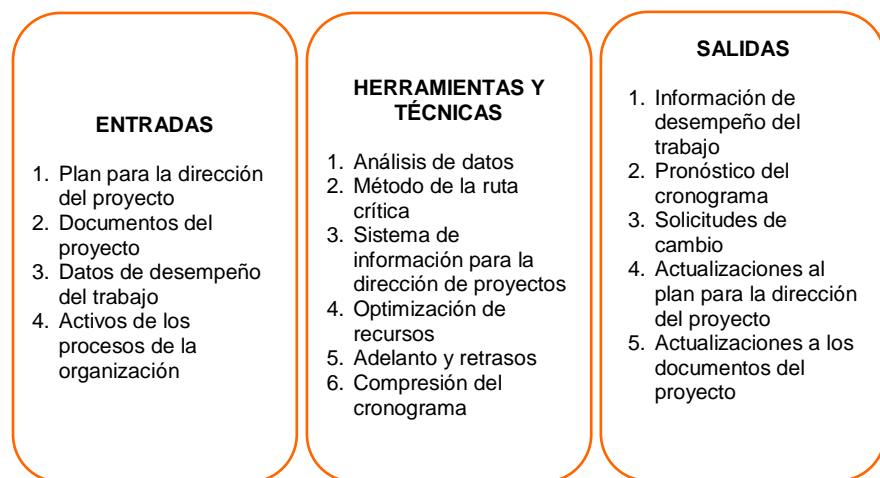 ENTRADAS
1. Plan para la dirección
del proyecto
2. Documentos del
proyecto
3. Datos de desempeño
del trabajo
4. Activos de los
procesos de la
organización
HERRAMIENTAS Y
TÉCNICAS
1. Análisis de datos
2. Método de la ruta
crítica
3. Sistema de
información para la
dirección de proyectos
4. Optimización de
recursos
5. Adelanto y retrasos
6. Compresión del
cronograma
SALIDAS
1. Información de
desempeño del
trabajo
2. Pronóstico del
cronograma
3. Solicitudes de
cambio
4. Actualizaciones al
plan para la dirección
del proyecto
5. Actualizaciones a los
documentos del
proyecto